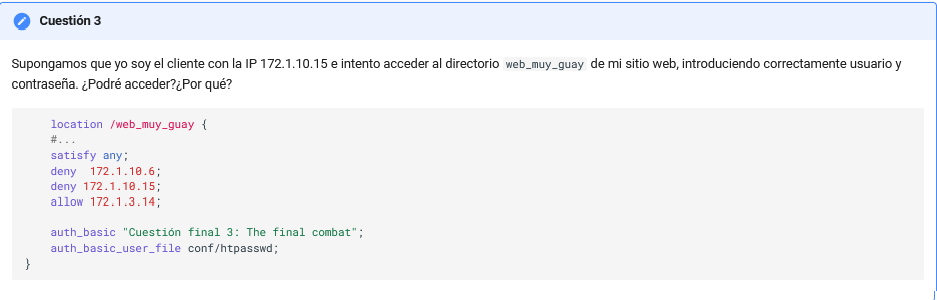 Cuestión 3
Supongamos que yo soy el cliente con la IP 172.1.10.15 e intento acceder al directorio web_muy_guay de mi sitio web, introduciendo correctamente usuario y
contraseña. ¿Podré acceder?¿Por qué?
location /web_muy_guay {
#...
satisfy any;
deny  172.1.10.6;
deny 172.1.10.15;
allow 172.1.3.14;
auth_basic "Cuestión final 3: The final combat";
auth_basic_user_file conf/htpasswd;
}